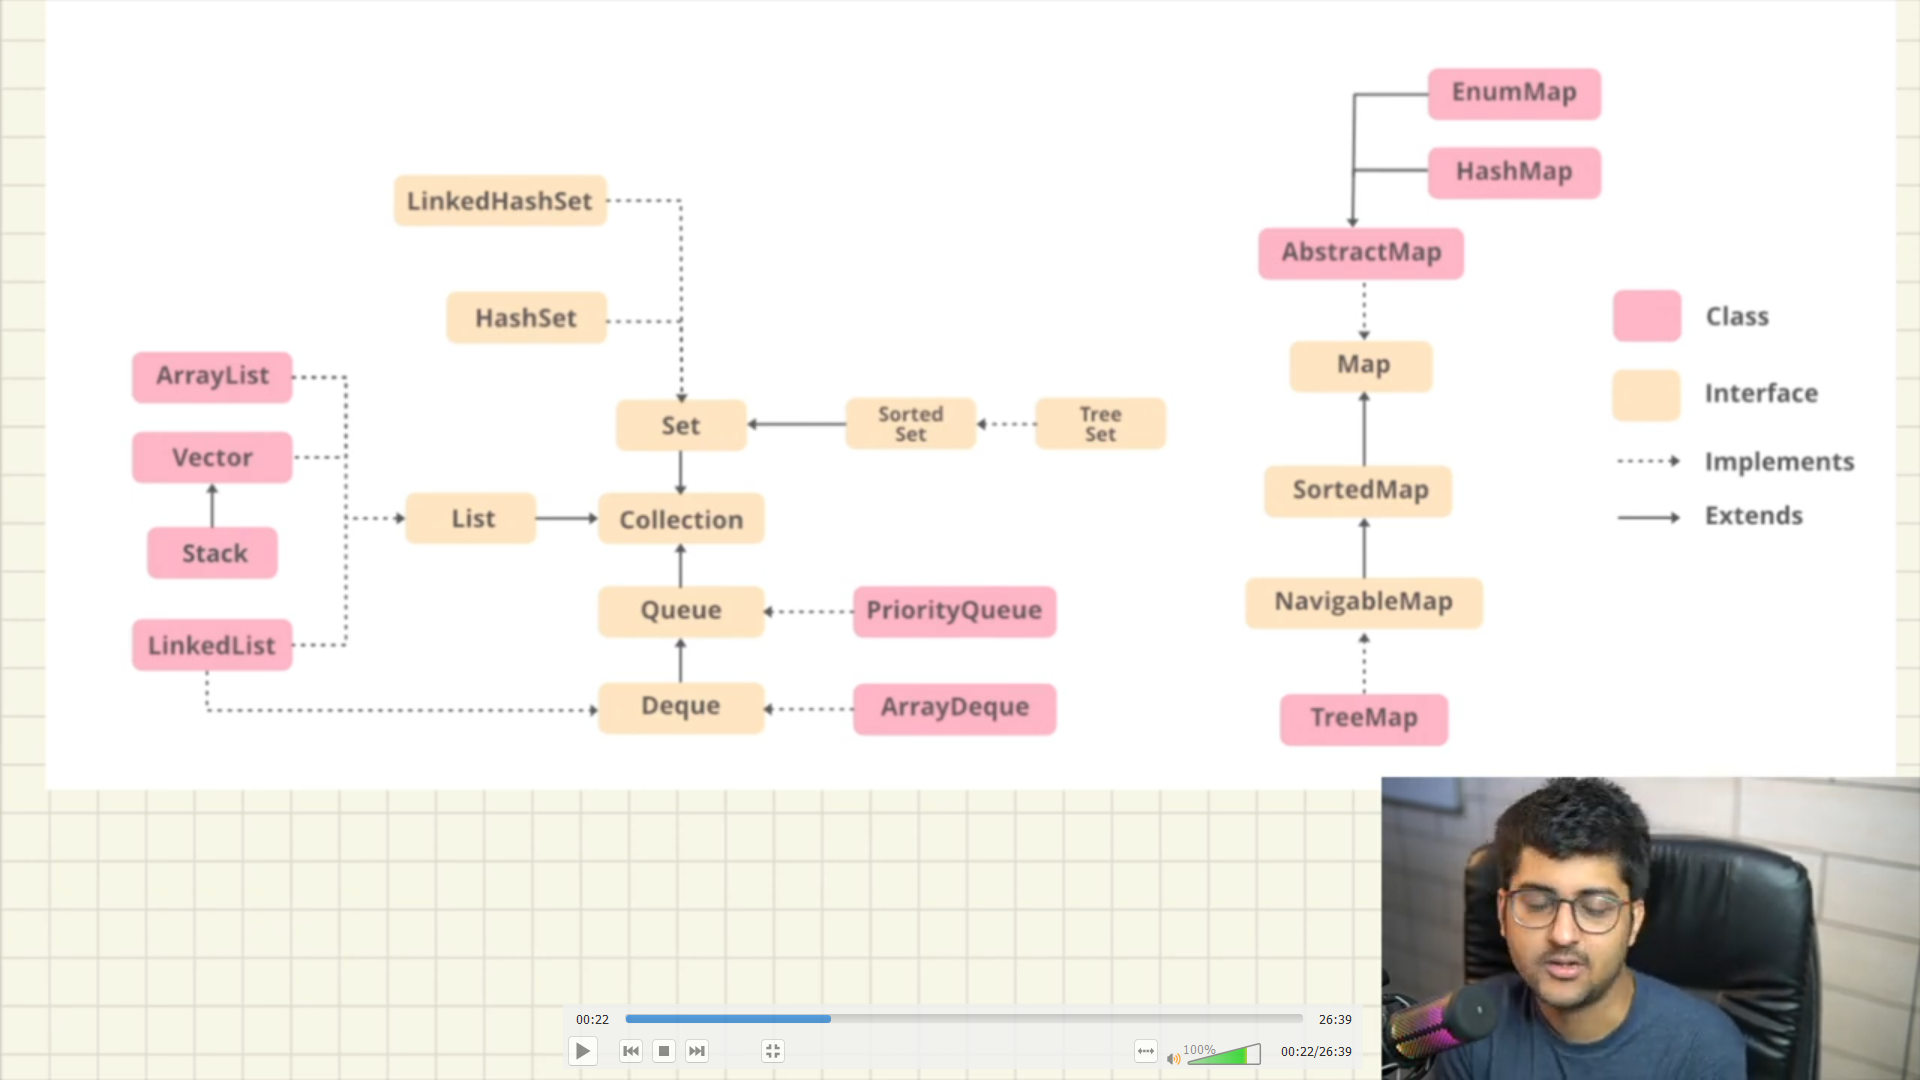 EnumMap
HashMap
LinkedHashSet
AbstractMap
HashSet
Class
Map
ArrayList
Interface
Set
Sorted
Set
Tree
Set
Vector
Implements
SortedMap
List
Collection
Extends
Stack
Queue
PriorityQueue
NavigableMap
LinkedList
Deque
ArrayDeque
TreeMap
00:22
26:39
100%
00:22/26:39